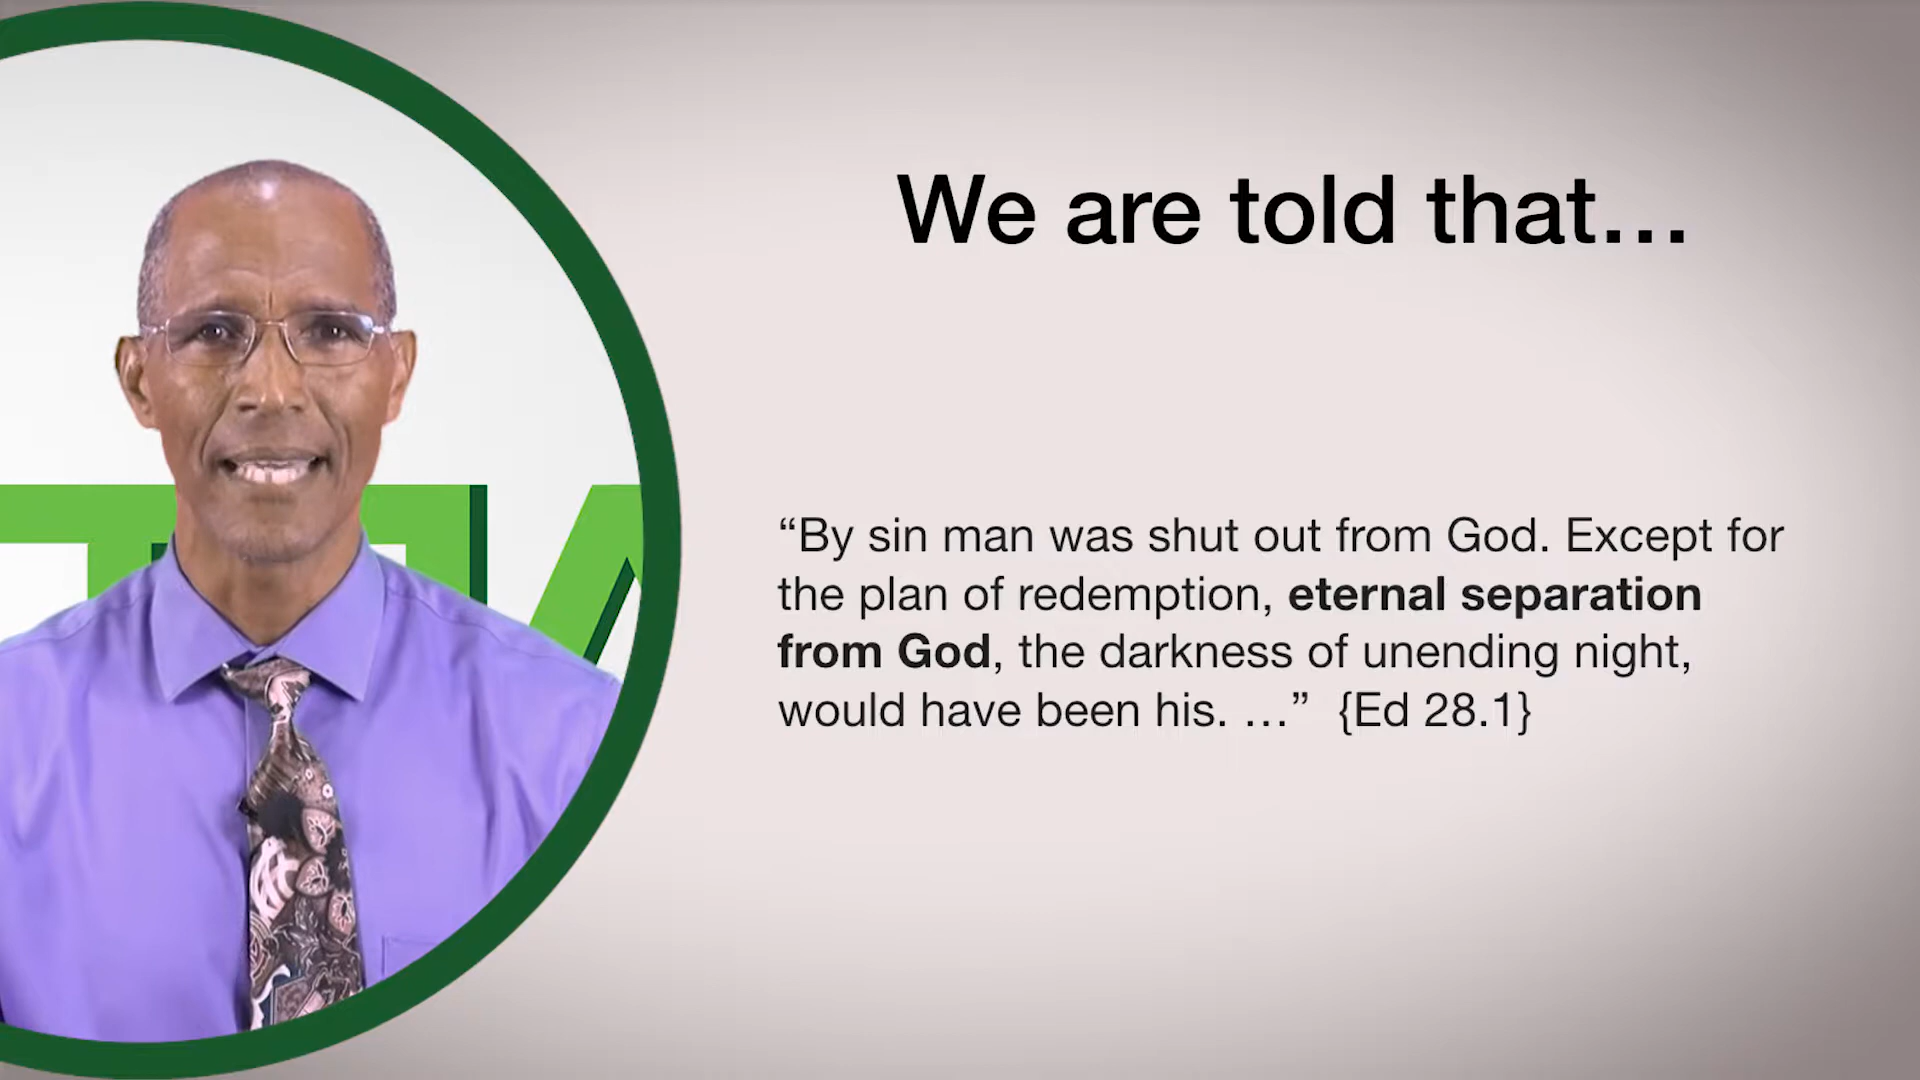 We are told that…
“By sin man was shut out from God. Except for
the plan of redemption, eternal separation
from God, the darkness of unending night,
would have been his. …”  {Ed 28.1}